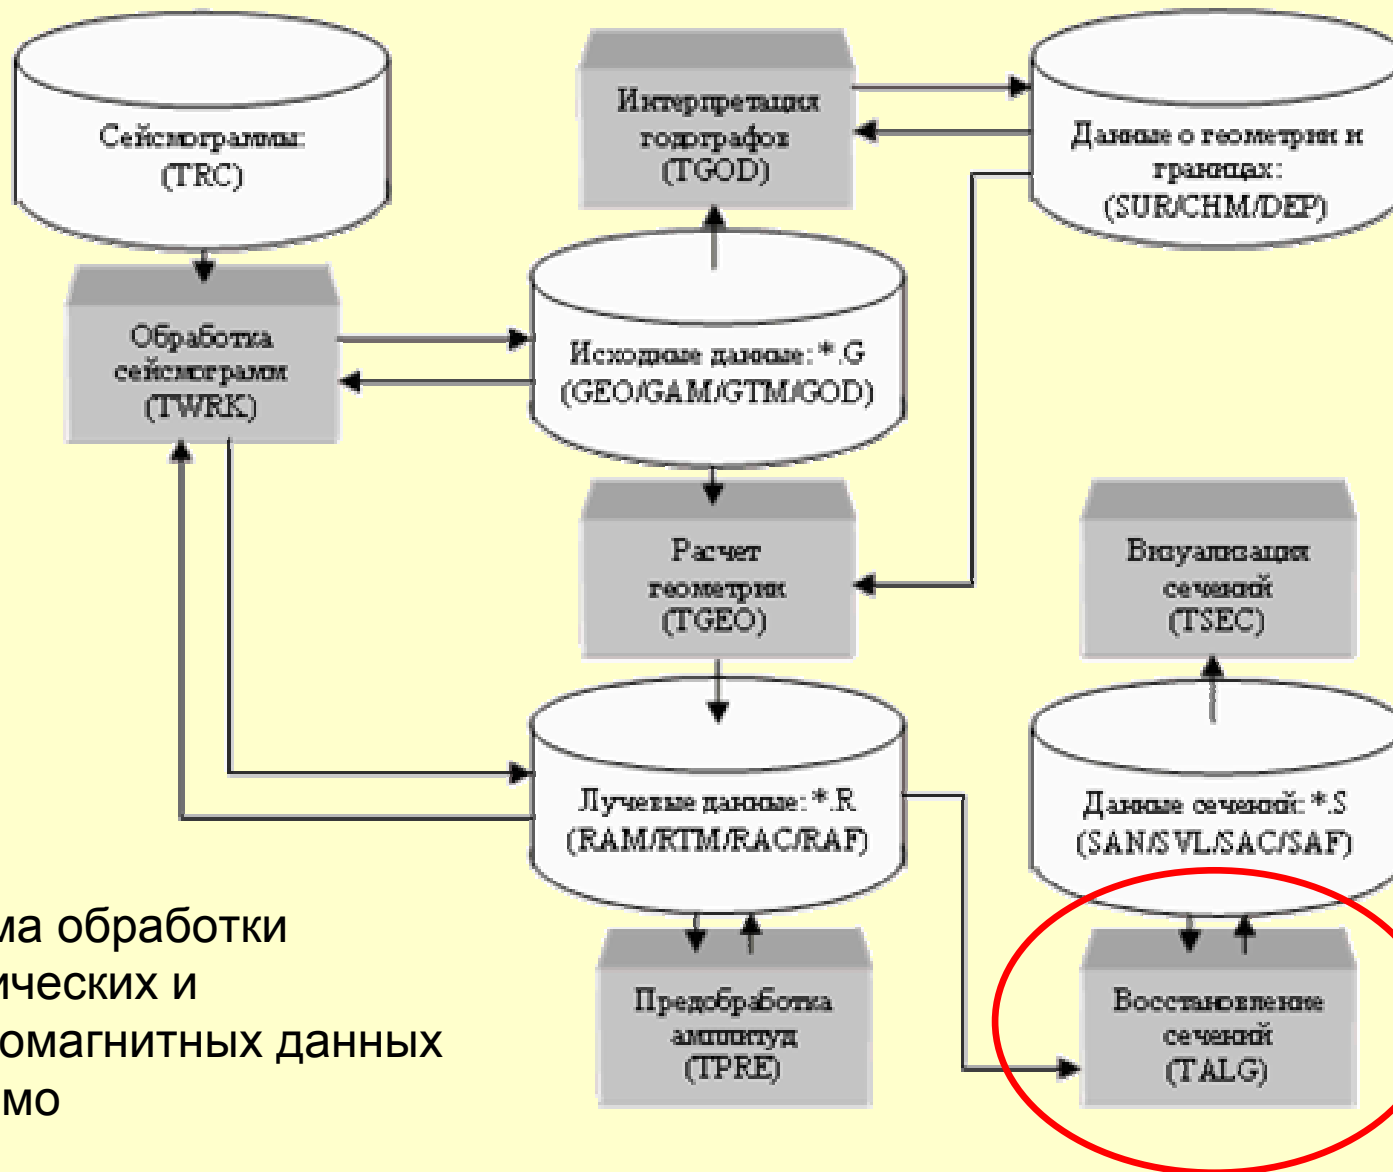 Сейсмограммы:
(TRC)
Интерпретация
годографов
(TGOD)
Данные о геометрии и
границах:
(SUR/CHM/DEP)
Обработка
сейсмограмм
(TWRK)
Исходные данные: *.G
(GEO/GAM/GTM/GOD)
Расчет
геометрии
(TGEO)
Визуализация
сечений
(TSEC)
Лучевые данные: *.R
(RAM/RTM/RAC/RAF)
Данные сечений: *.S
(SAN/SVL/SAC/SAF)
Предобработка
амплитуд
(TPRE)
Восстановление
сечений
(TALG)
ма обработки
ических и
омагнитных данных
мо